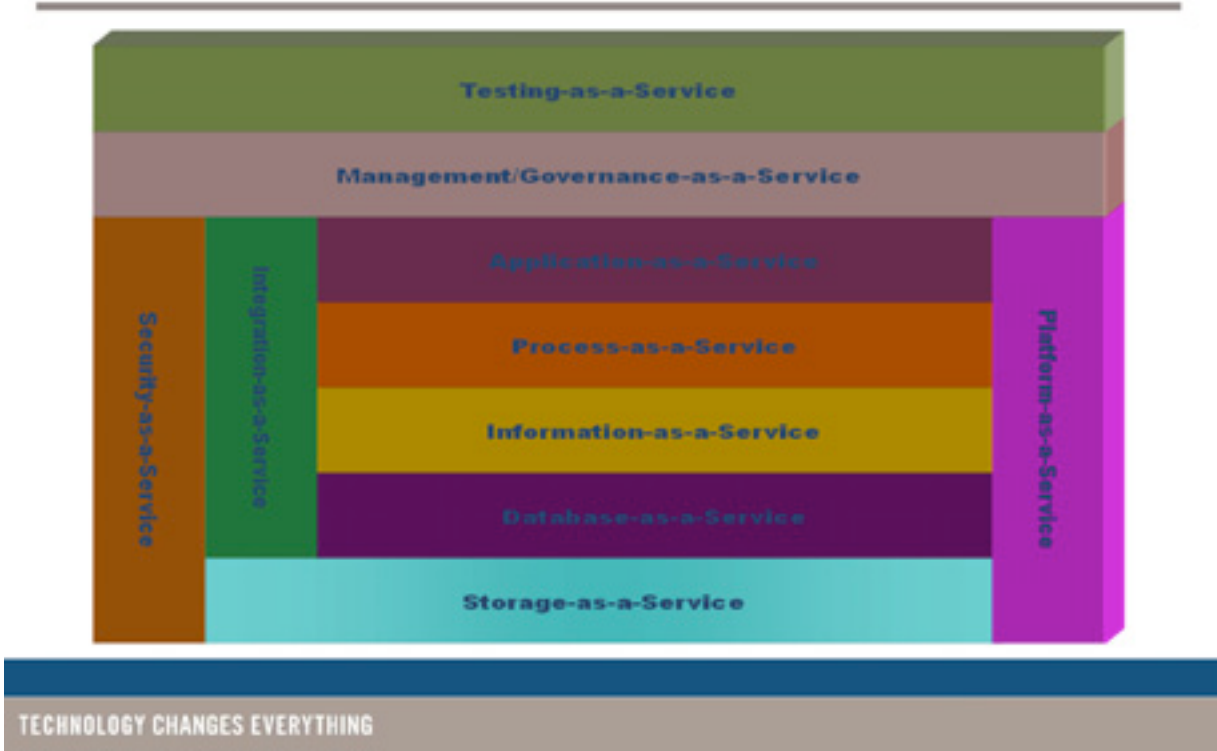 Testing-as-a-Service
Management/Governance-as-a-Service
Security-as-a-Service
Integration-as-a-Service
Application-as-a-Service
Process-as-a-Service
Information-as-a-Service
Database-as-a-Service
Storage-as-a-Service
Platform-as-a-Service
TECHNOLOGY CHANGES EVERYTHING